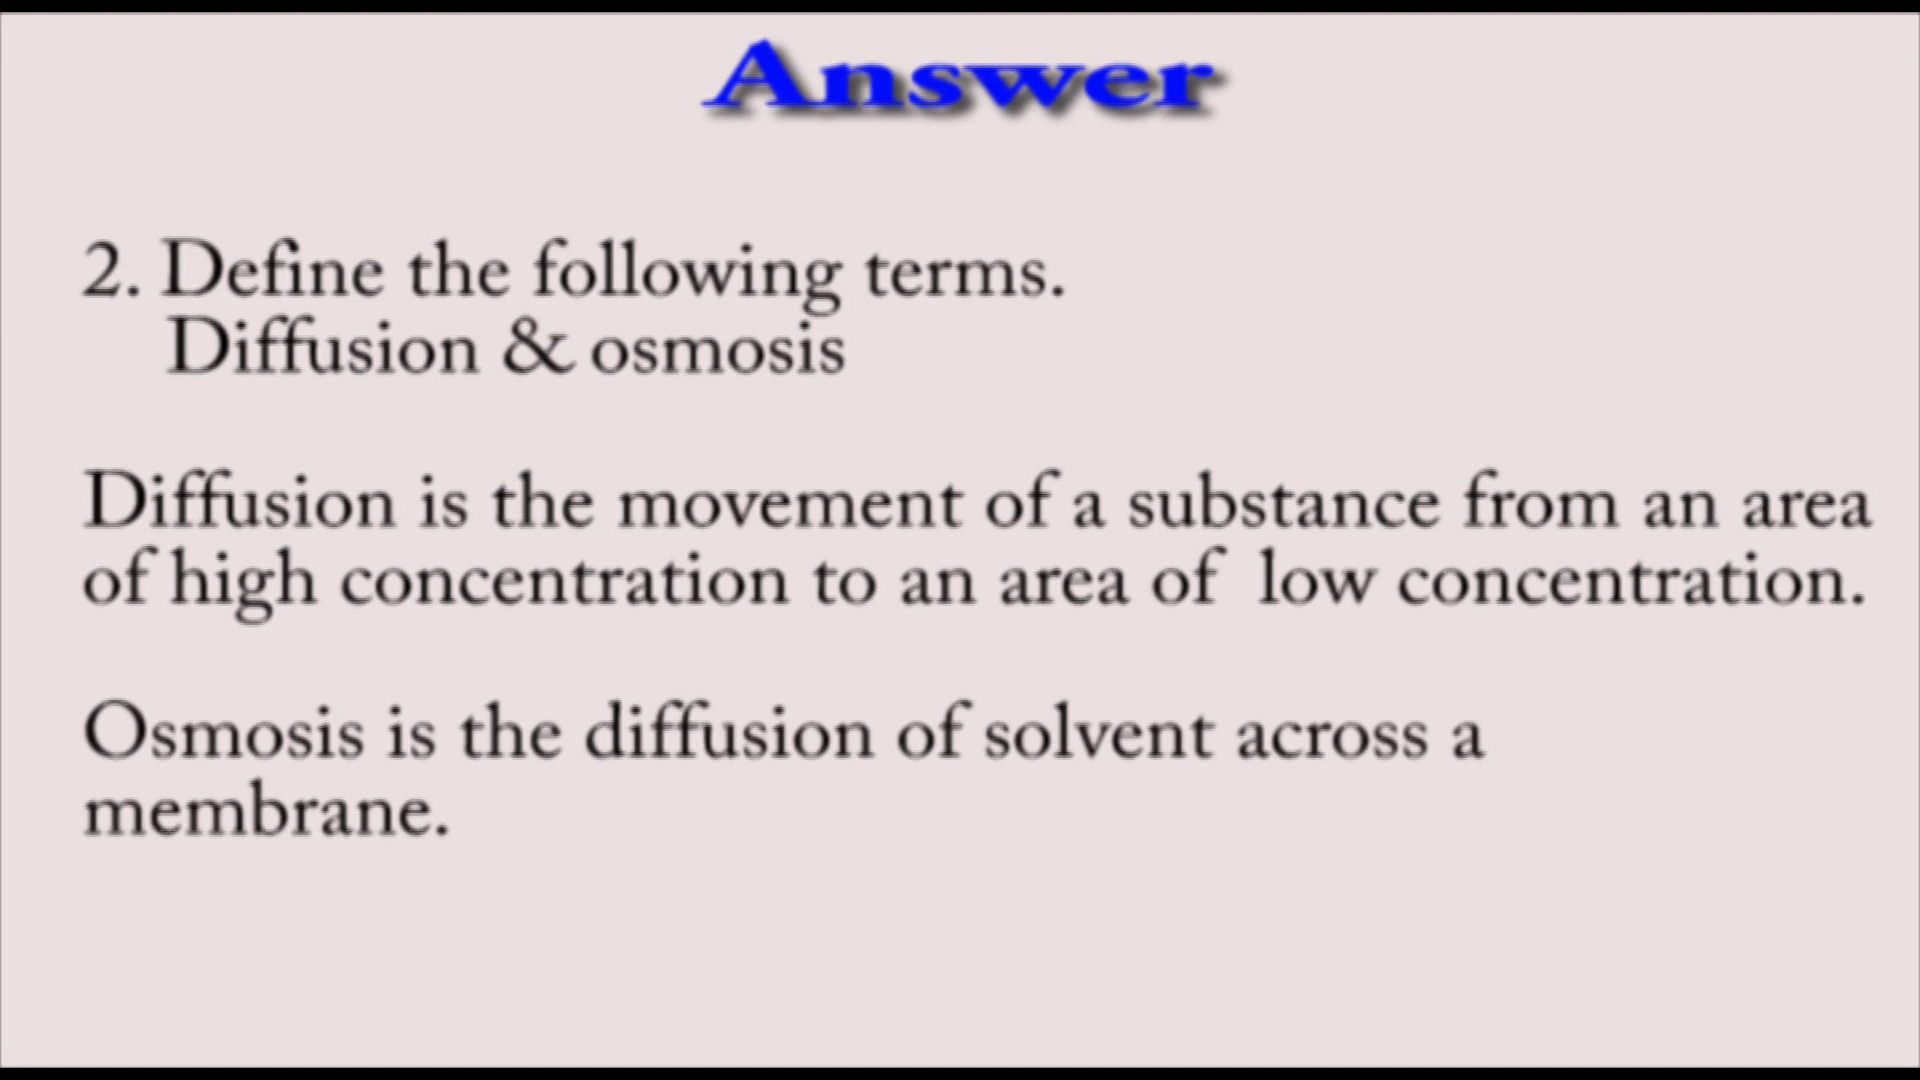 Answer
2. Define the following terms.
Diffusion & osmosis
Diffusion is the movement of a substance from an area
of high concentration to an area of low concentration.
Osmosis is the diffusion of solvent across a
membrane.